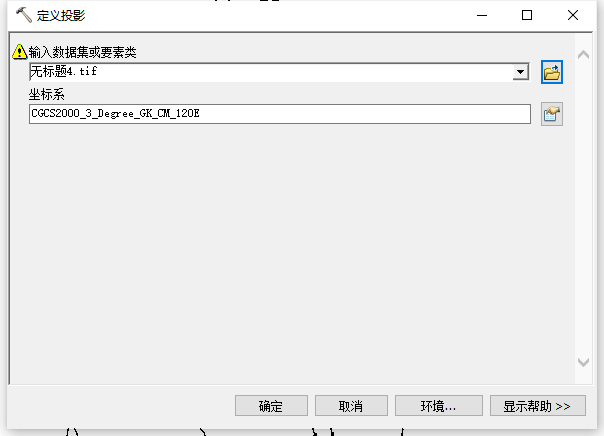 定义投影
输入数据集或要素类
无标题4.tif
坐标系
CGCS2000_3_Degree_GK_CM_120E
确定
取消
环境...
显示帮助 >>